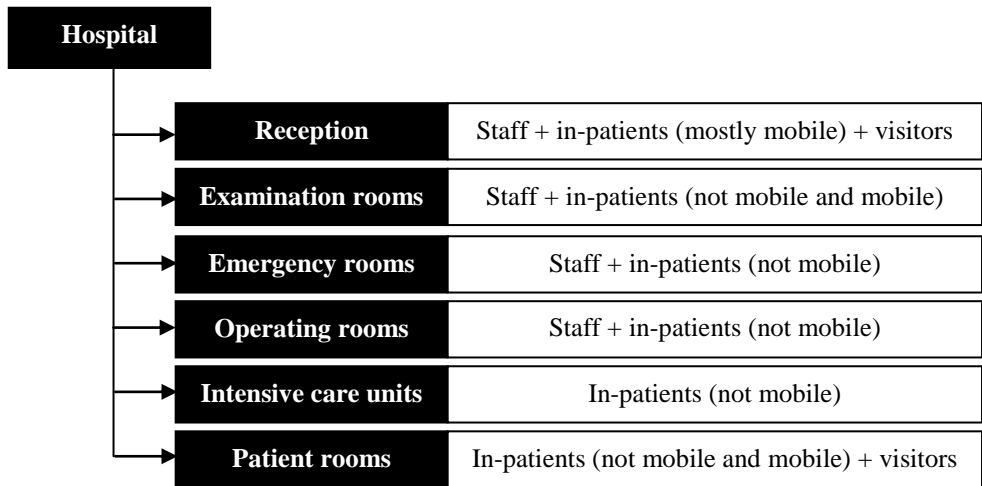 Hospital
Reception Staff + in-patients (mostly mobile) + visitors
Examination rooms Staff + in-patients (not mobile and mobile)
Emergency rooms Staff + in-patients (not mobile)
Operating rooms Staff + in-patients (not mobile)
Intensive care units In-patients (not mobile)
Patient rooms In-patients (not mobile and mobile) + visitors